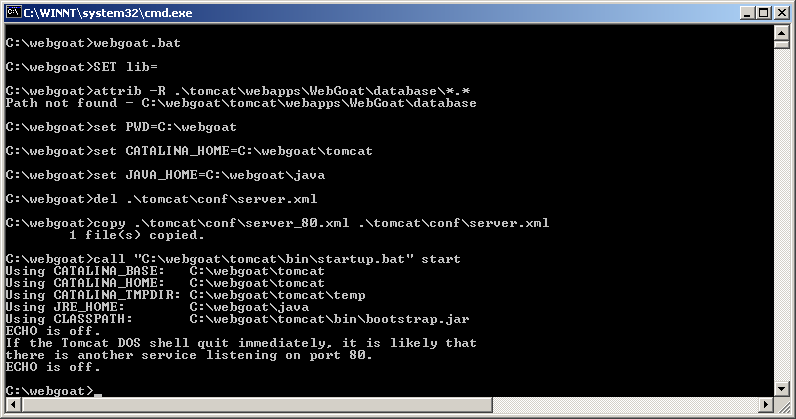 C:\WINNT\system32\cmd.exe
C:\webgoat>webgoat.bat
C:\webgoat>SET lib=
C:\webgoat>attrib -R .\tomcat\webapps\WebGoat\database\*.*
Path not found - C:\webgoat\tomcat\webapps\WebGoat\database
C:\webgoat>set PWD=C:\webgoat
C:\webgoat>set CATALINA_HOME=C:\webgoat\tomcat
C:\webgoat>set JAVA_HOME=C:\webgoat\java
C:\webgoat>del .\tomcat\conf\server.xml
C:\webgoat>copy .\tomcat\conf\server_80.xml .\tomcat\conf\server.xml
        1 file(s) copied.
C:\webgoat>call "C:\webgoat\tomcat\bin\startup.bat" start
Using CATALINA_BASE:   C:\webgoat\tomcat
Using CATALINA_HOME:   C:\webgoat\tomcat
Using CATALINA_TMPDIR: C:\webgoat\tomcat\temp
Using JRE_HOME:        C:\webgoat\java
Using CLASSPATH:       C:\webgoat\tomcat\bin\bootstrap.jar
ECHO is off.
If the Tomcat DOS shell quit immediately, it is likely that
there is another service listening on port 80.
ECHO is off.
C:\webgoat>_